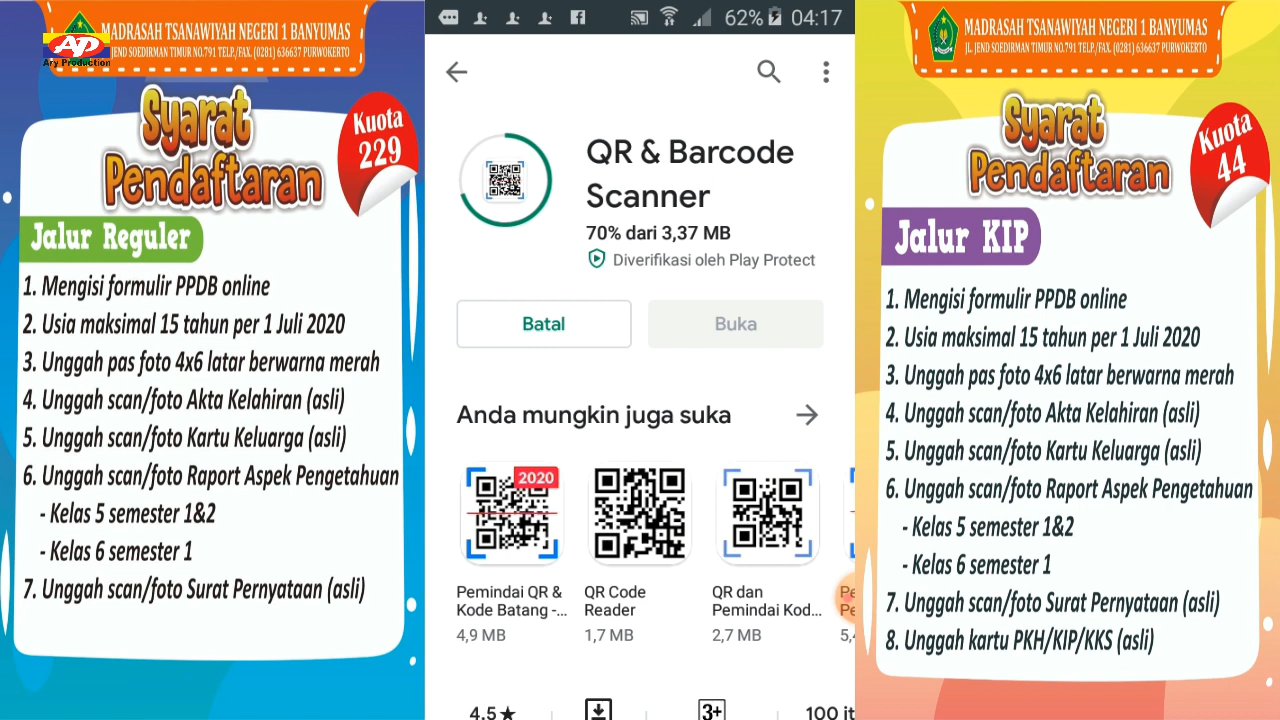 MADRASAH TSANAWIYAH NEGERI 1 BANYUMAS
JL. JEND SOEDIRMAN TIMUR NO.791 TELP./FAX. (0281) 636637 PURWOKERTO
AP
Ary Production
Syarat
Pendaftaran
Kuota
229
Jalur Reguler
1. Mengisi formulir PPDB online
2. Usia maksimal 15 tahun per 1 Juli 2020
3. Unggah pas foto 4x6 latar berwarna merah
4. Unggah scan/foto Akta Kelahiran (asli)
5. Unggah scan/foto Kartu Keluarga (asli)
6. Unggah scan/foto Raport Aspek Pengetahuan
- Kelas 5 semester 1&2
- Kelas 6 semester 1
7. Unggah scan/foto Surat Pernyataan (asli)
62% 04:17
QR & Barcode
Scanner
70% dari 3,37 MB
Diverifikasi oleh Play Protect
Batal
Buka
Anda mungkin juga suka
2020
Pemindai QR &
Kode Batang -...
4,9 MB
QR Code
Reader
1,7 MB
QR dan
Pemindai Kod...
2,7 MB
Pe
Pe
5,4
4,5★
3+
100 it
MADRASAH TSANAWIYAH NEGERI 1 BANYUMAS
JL. JEND SOEDIRMAN TIMUR NO.791 TELP./FAX. (0281) 636637 PURWOKERTO
Syarat
Pendaftaran
Kuota
44
Jalur KIP
1. Mengisi formulir PPDB online
2. Usia maksimal 15 tahun per 1 Juli 2020
3. Unggah pas foto 4x6 latar berwarna merah
4. Unggah scan/foto Akta Kelahiran (asli)
5. Unggah scan/foto Kartu Keluarga (asli)
6. Unggah scan/foto Raport Aspek Pengetahuan
- Kelas 5 semester 1&2
- Kelas 6 semester 1
7. Unggah scan/foto Surat Pernyataan (asli)
8. Unggah kartu PKH/KIP/KKS (asli)